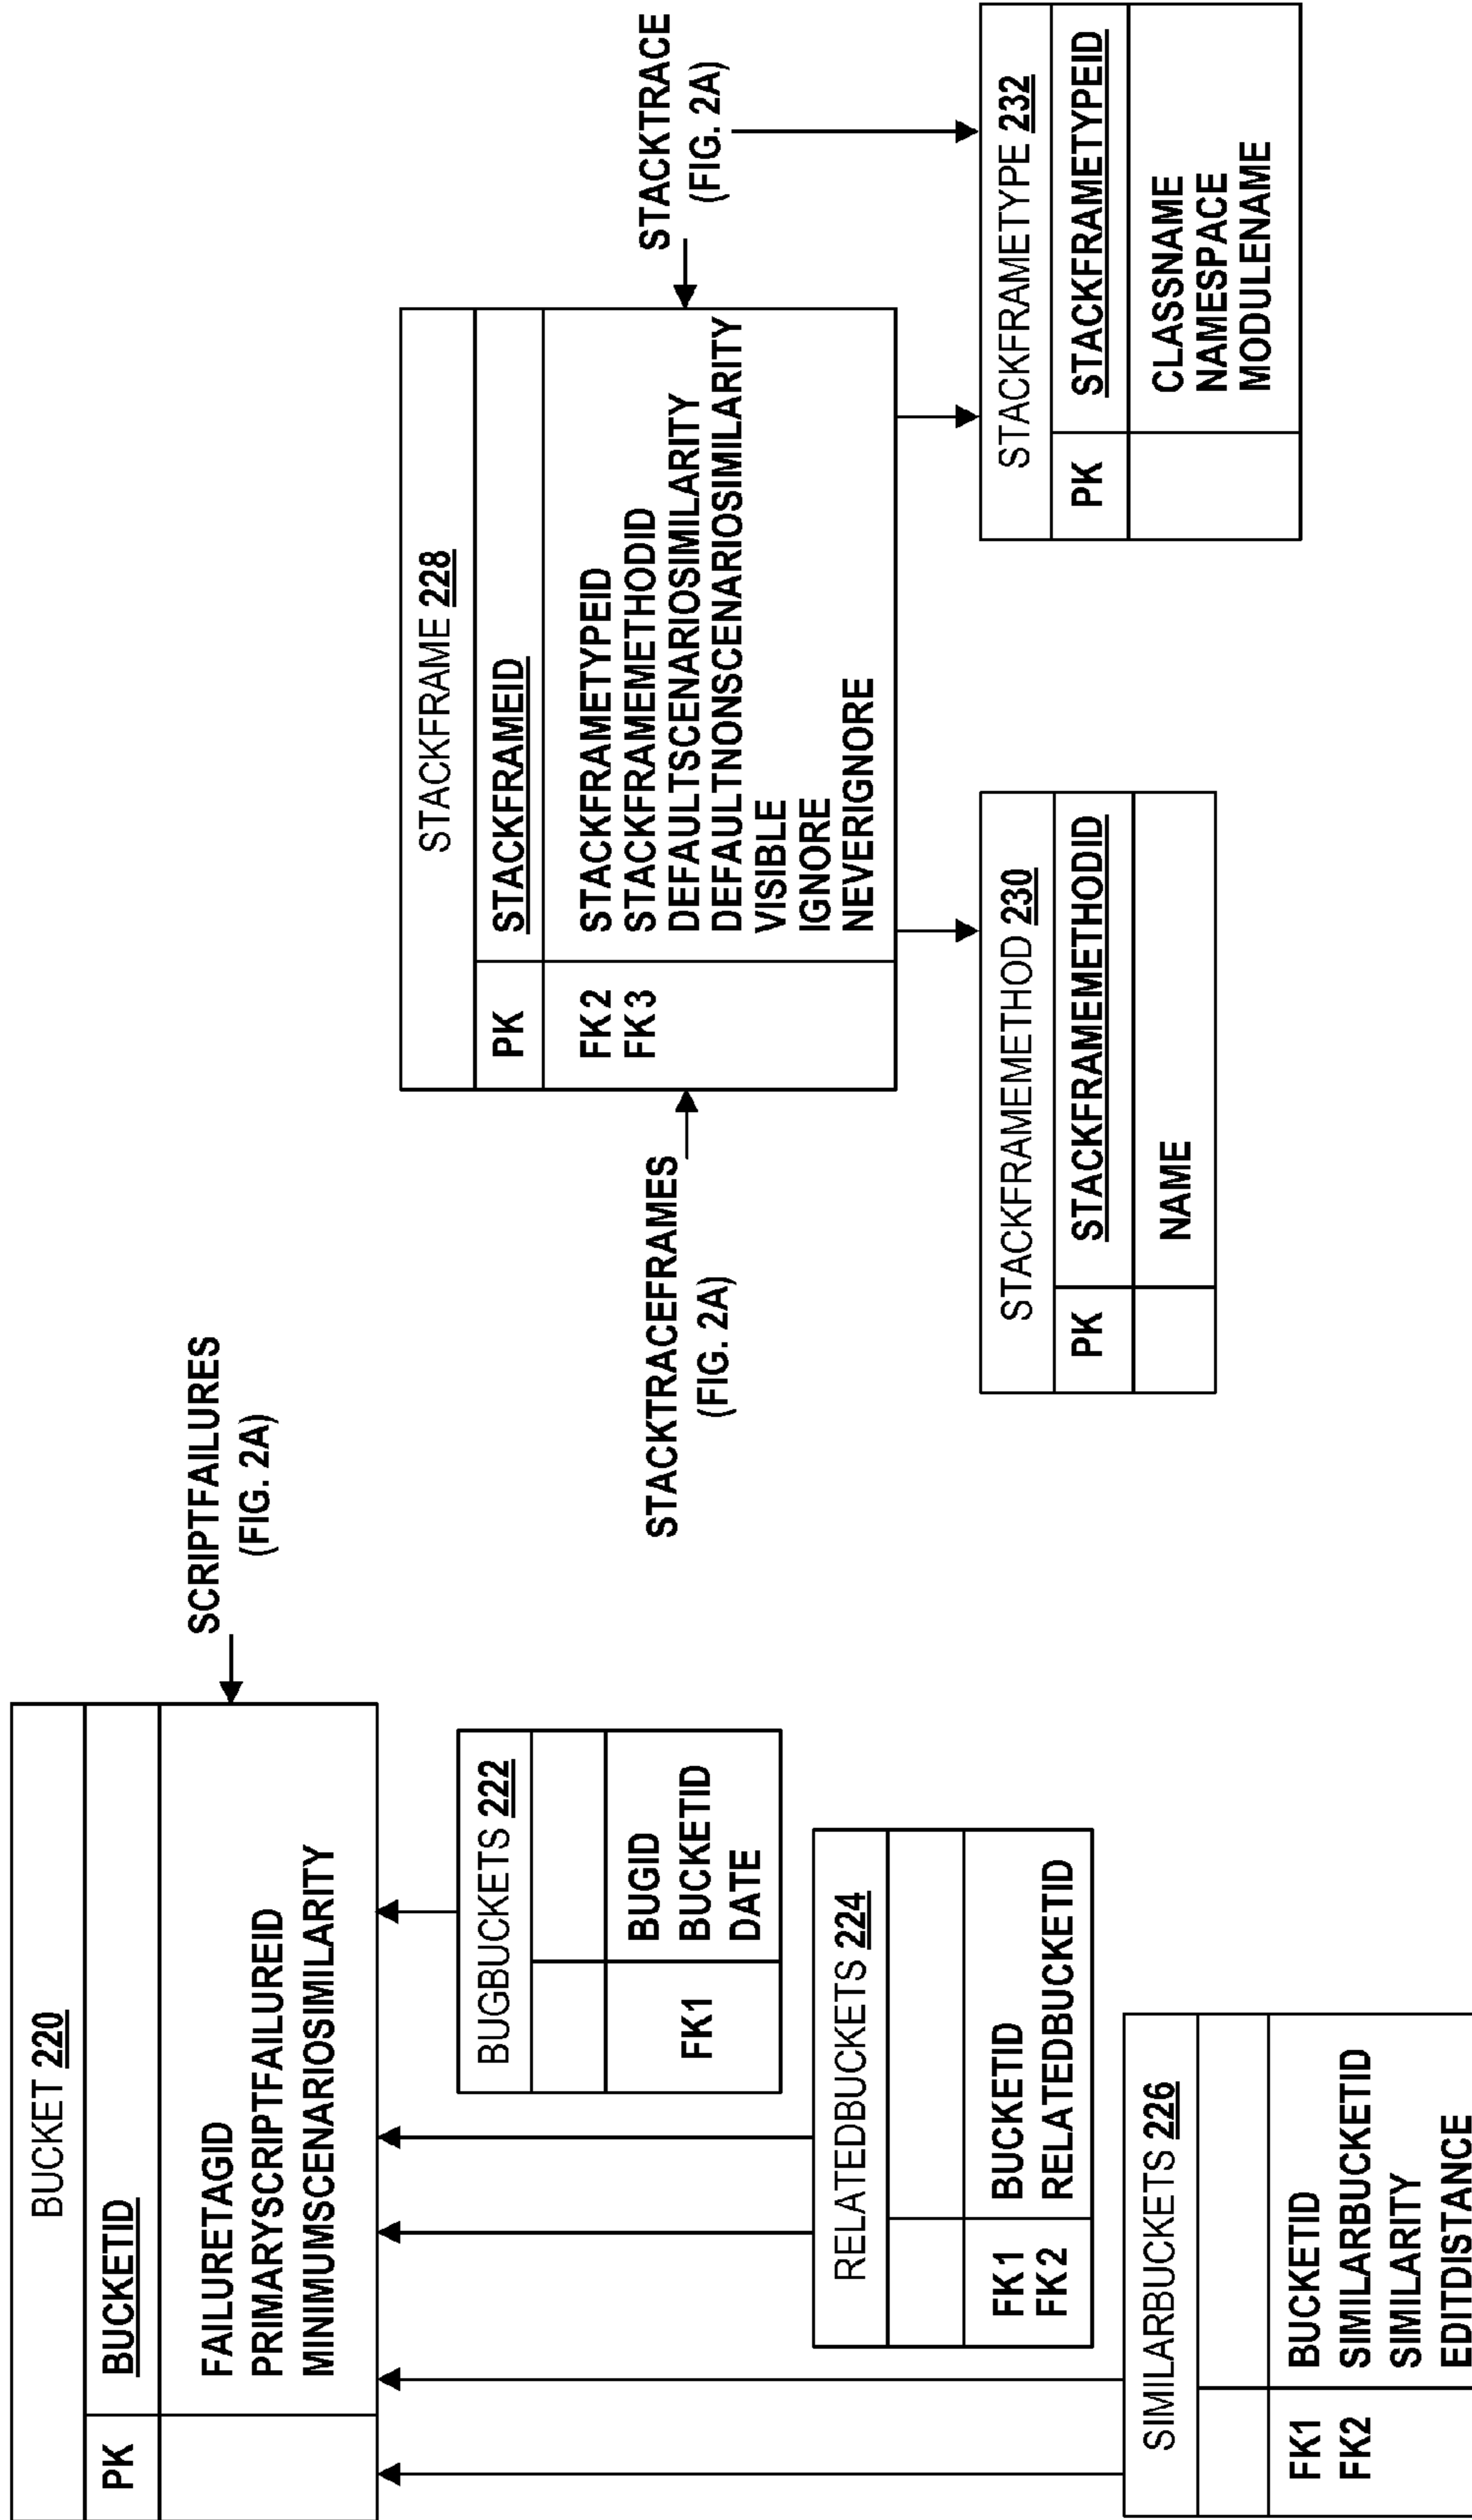 BUCKET 220
PK BUCKETID
FAILURETAGID
PRIMARYSCRIPTFAILUREID
MINIMUMSCENARIOSIMILARITY
SCRIPTFAILURES
(FIG. 2A)
BUGBUCKETS 222
BUGID
FK1 BUCKETID
DATE
RELATEDBUCKETS 224
FK1 BUCKETID
FK2 RELATEDBUCKETID
SIMILARBUCKETS 226
FK1 BUCKETID
FK2 SIMILARBUCKETID
SIMILARITY
EDITDISTANCE
STACKFRAME 228
PK STACKFRAMEID
FK2 STACKFRAMETYPEID
FK3 STACKFRAMEMETHODID
DEFAULTSCENARIOSIMILARITY
DEFAULTNONSCENARIOSIMILARITY
VISIBLE
IGNORE
NEVERIGNORE
STACKTRACEFRAMES
(FIG. 2A)
STACKTRACE
(FIG. 2A)
STACKFRAMEMETHOD 230
PK STACKFRAMEMETHODID
NAME
STACKFRAMETYPE 232
PK STACKFRAMETYPEID
CLASSNAME
NAMESPACE
MODULENAME